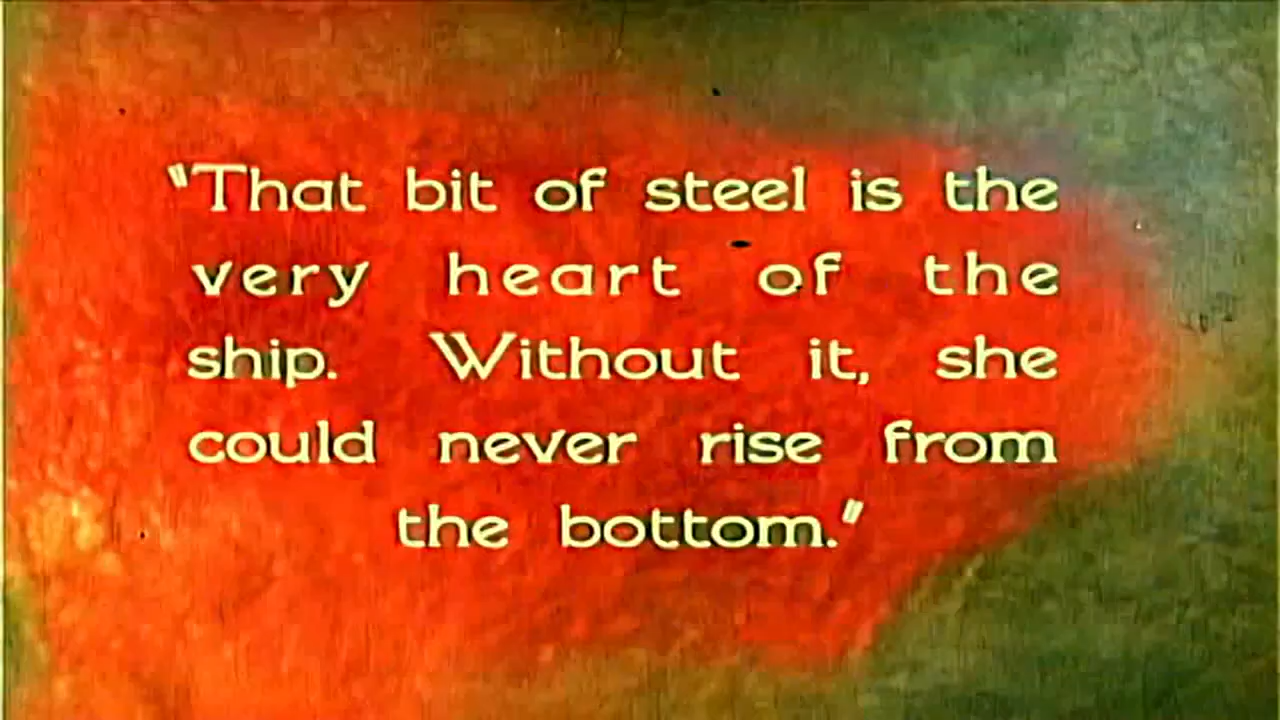 "That bit of steel is the
very heart of the
ship. Without it, she
could never rise from
the bottom."